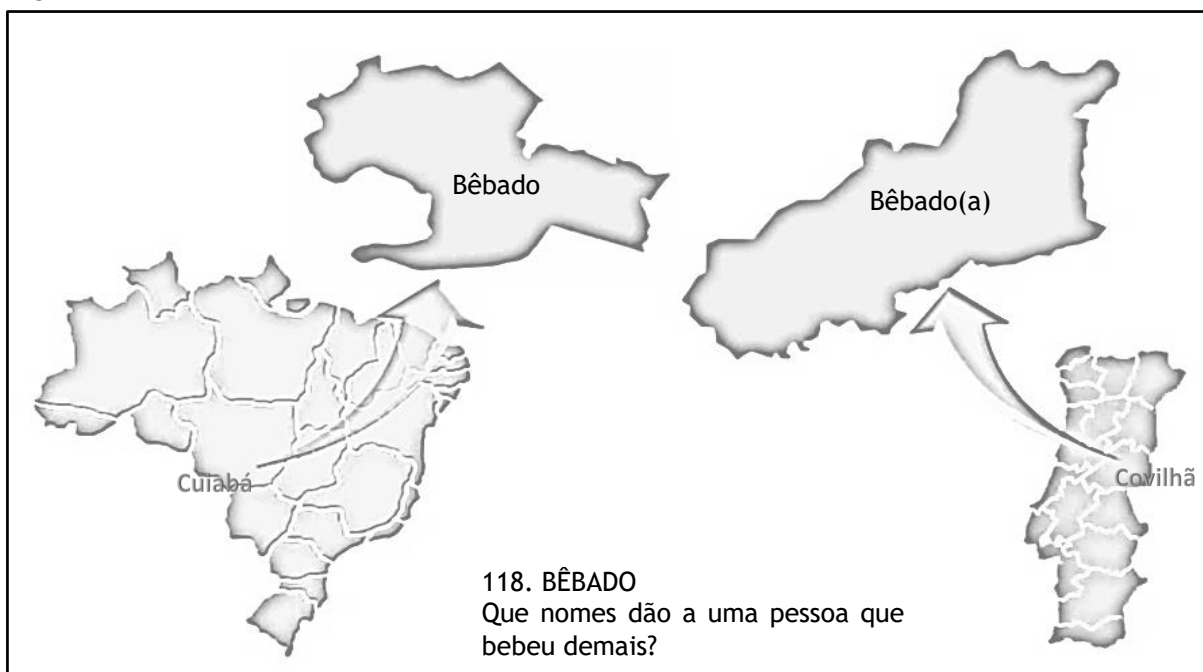 Bêbado
Bêbado(a)
Cuiabá
Covilhã
118. BÊBADO
Que nomes dão a uma pessoa que
bebeu demais?